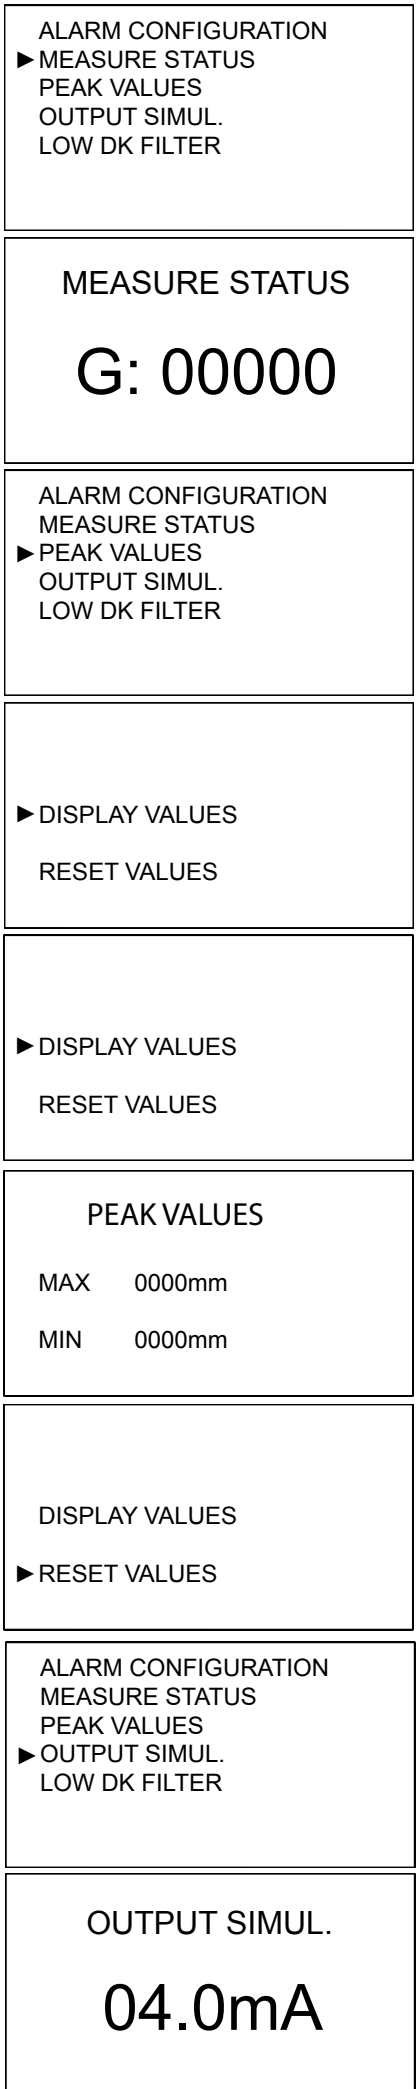 ALARM CONFIGURATION
►MEASURE STATUS
PEAK VALUES
OUTPUT SIMUL.
LOW DK FILTER
MEASURE STATUS
G: 00000
ALARM CONFIGURATION
MEASURE STATUS
►PEAK VALUES
OUTPUT SIMUL.
LOW DK FILTER
►DISPLAY VALUES
RESET VALUES
►DISPLAY VALUES
RESET VALUES
PEAK VALUES
MAX 0000mm
MIN 0000mm
DISPLAY VALUES
►RESET VALUES
ALARM CONFIGURATION
MEASURE STATUS
PEAK VALUES
►OUTPUT SIMUL.
LOW DK FILTER
OUTPUT SIMUL.
04.0mA